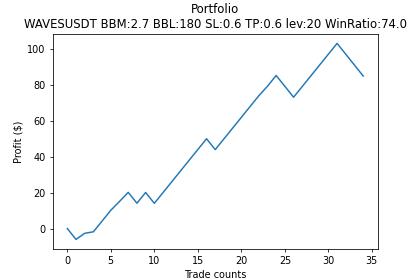 Portfolio
WAVESUSDT BBM:2.7 BBL:180 SL:0.6 TP:0.6 lev:20 WinRatio:74.0
100
80
60
40
20
0
Profit ($)
0 5 10 15 20 25 30 35
Trade counts